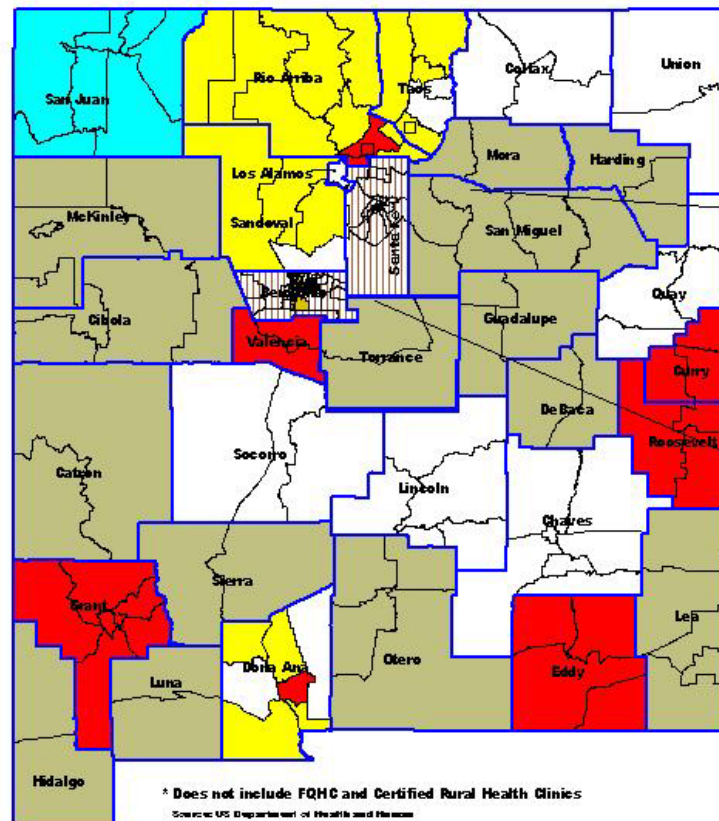 Colfax
Union
Rio Arriba
Taos
San Juan
Mora
Harding
Los Alamos
McKinley
Sandoval
San Miguel
Santa Fe
Quay
Cibola
Guadalupe
Valencia
Torrance
Curry
DeBaca
Roosevelt
Socorro
Catron
Lincoln
Chaves
Sierra
Grant
Lea
Otero
Eddy
Dona Ana
Luna
Hidalgo
* Does not include FQHC and Certified Rural Health Clinics
Source: US Department of Health and Human